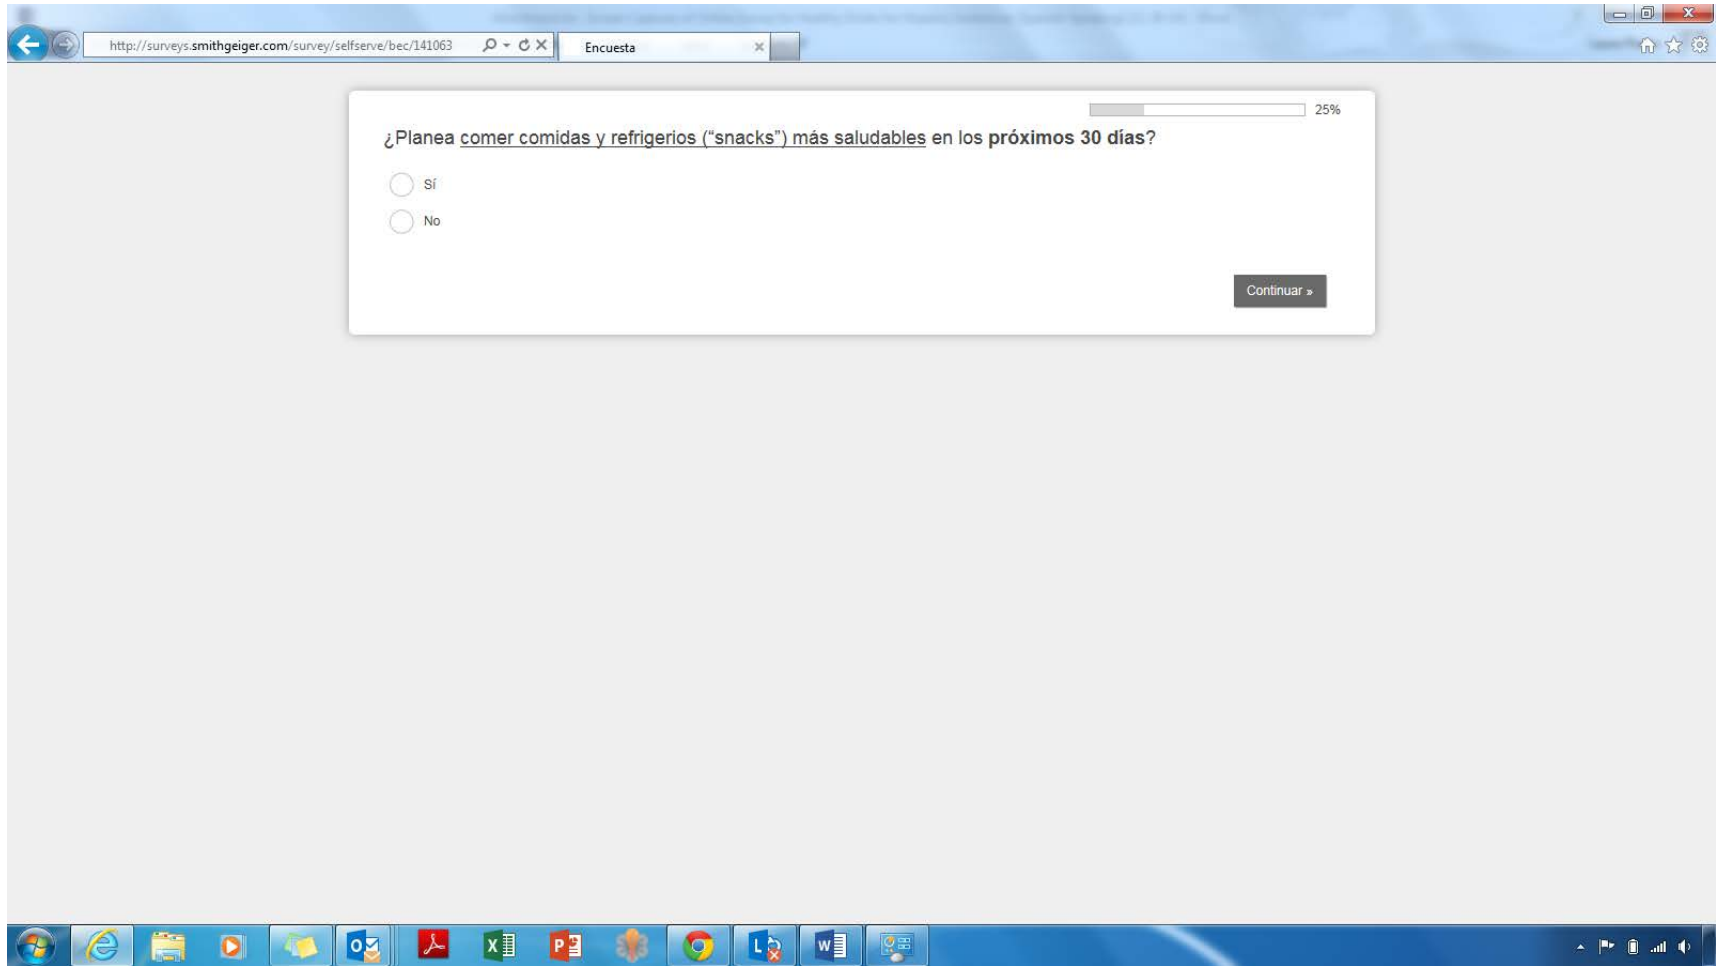 http://surveys.smithgeiger.com/survey/selfserve/bec/141063
Encuesta
25%
¿Planea comer comidas y refrigerios (“snacks”) más saludables en los próximos 30 días?
Sí
No
Continuar »